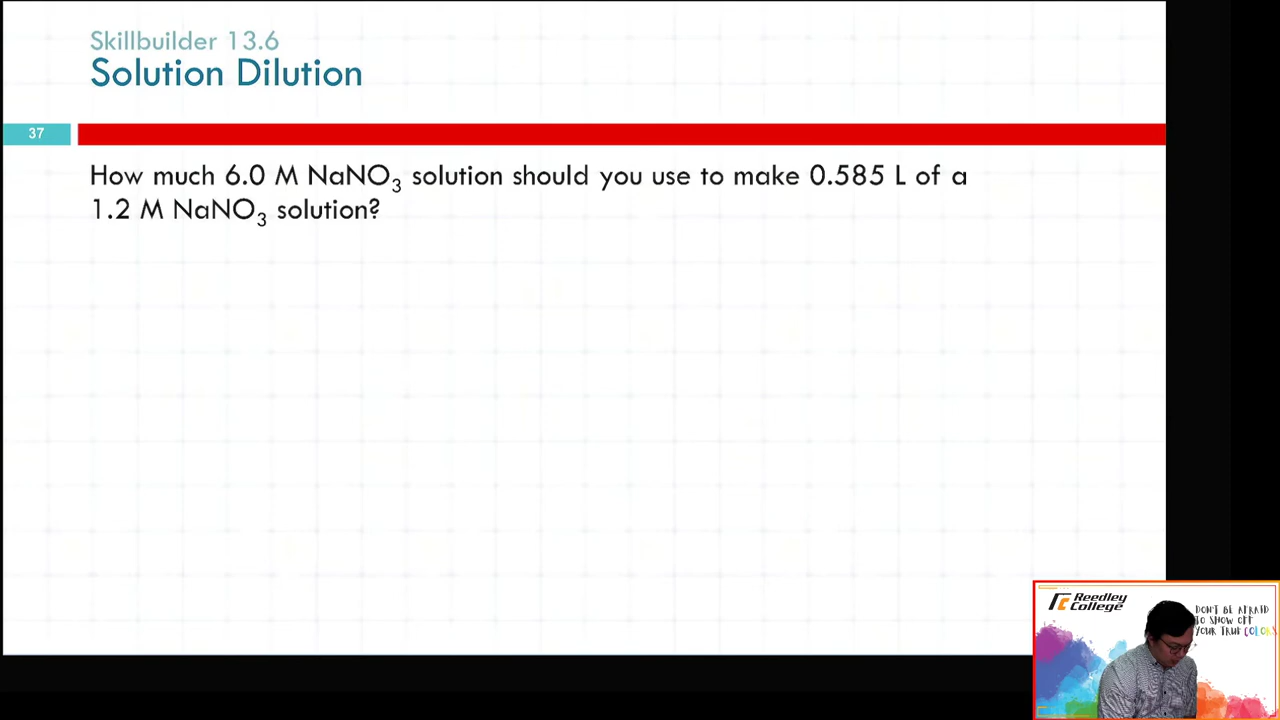 Skillbuilder 13.6
Solution Dilution
37
How much 6.0 M NaNO₃ solution should you use to make 0.585 L of a
1.2 M NaNO₃ solution?
Reedley
College
DON'T BE AFRAID
TO SHOW OFF
YOUR TRUE COLORS